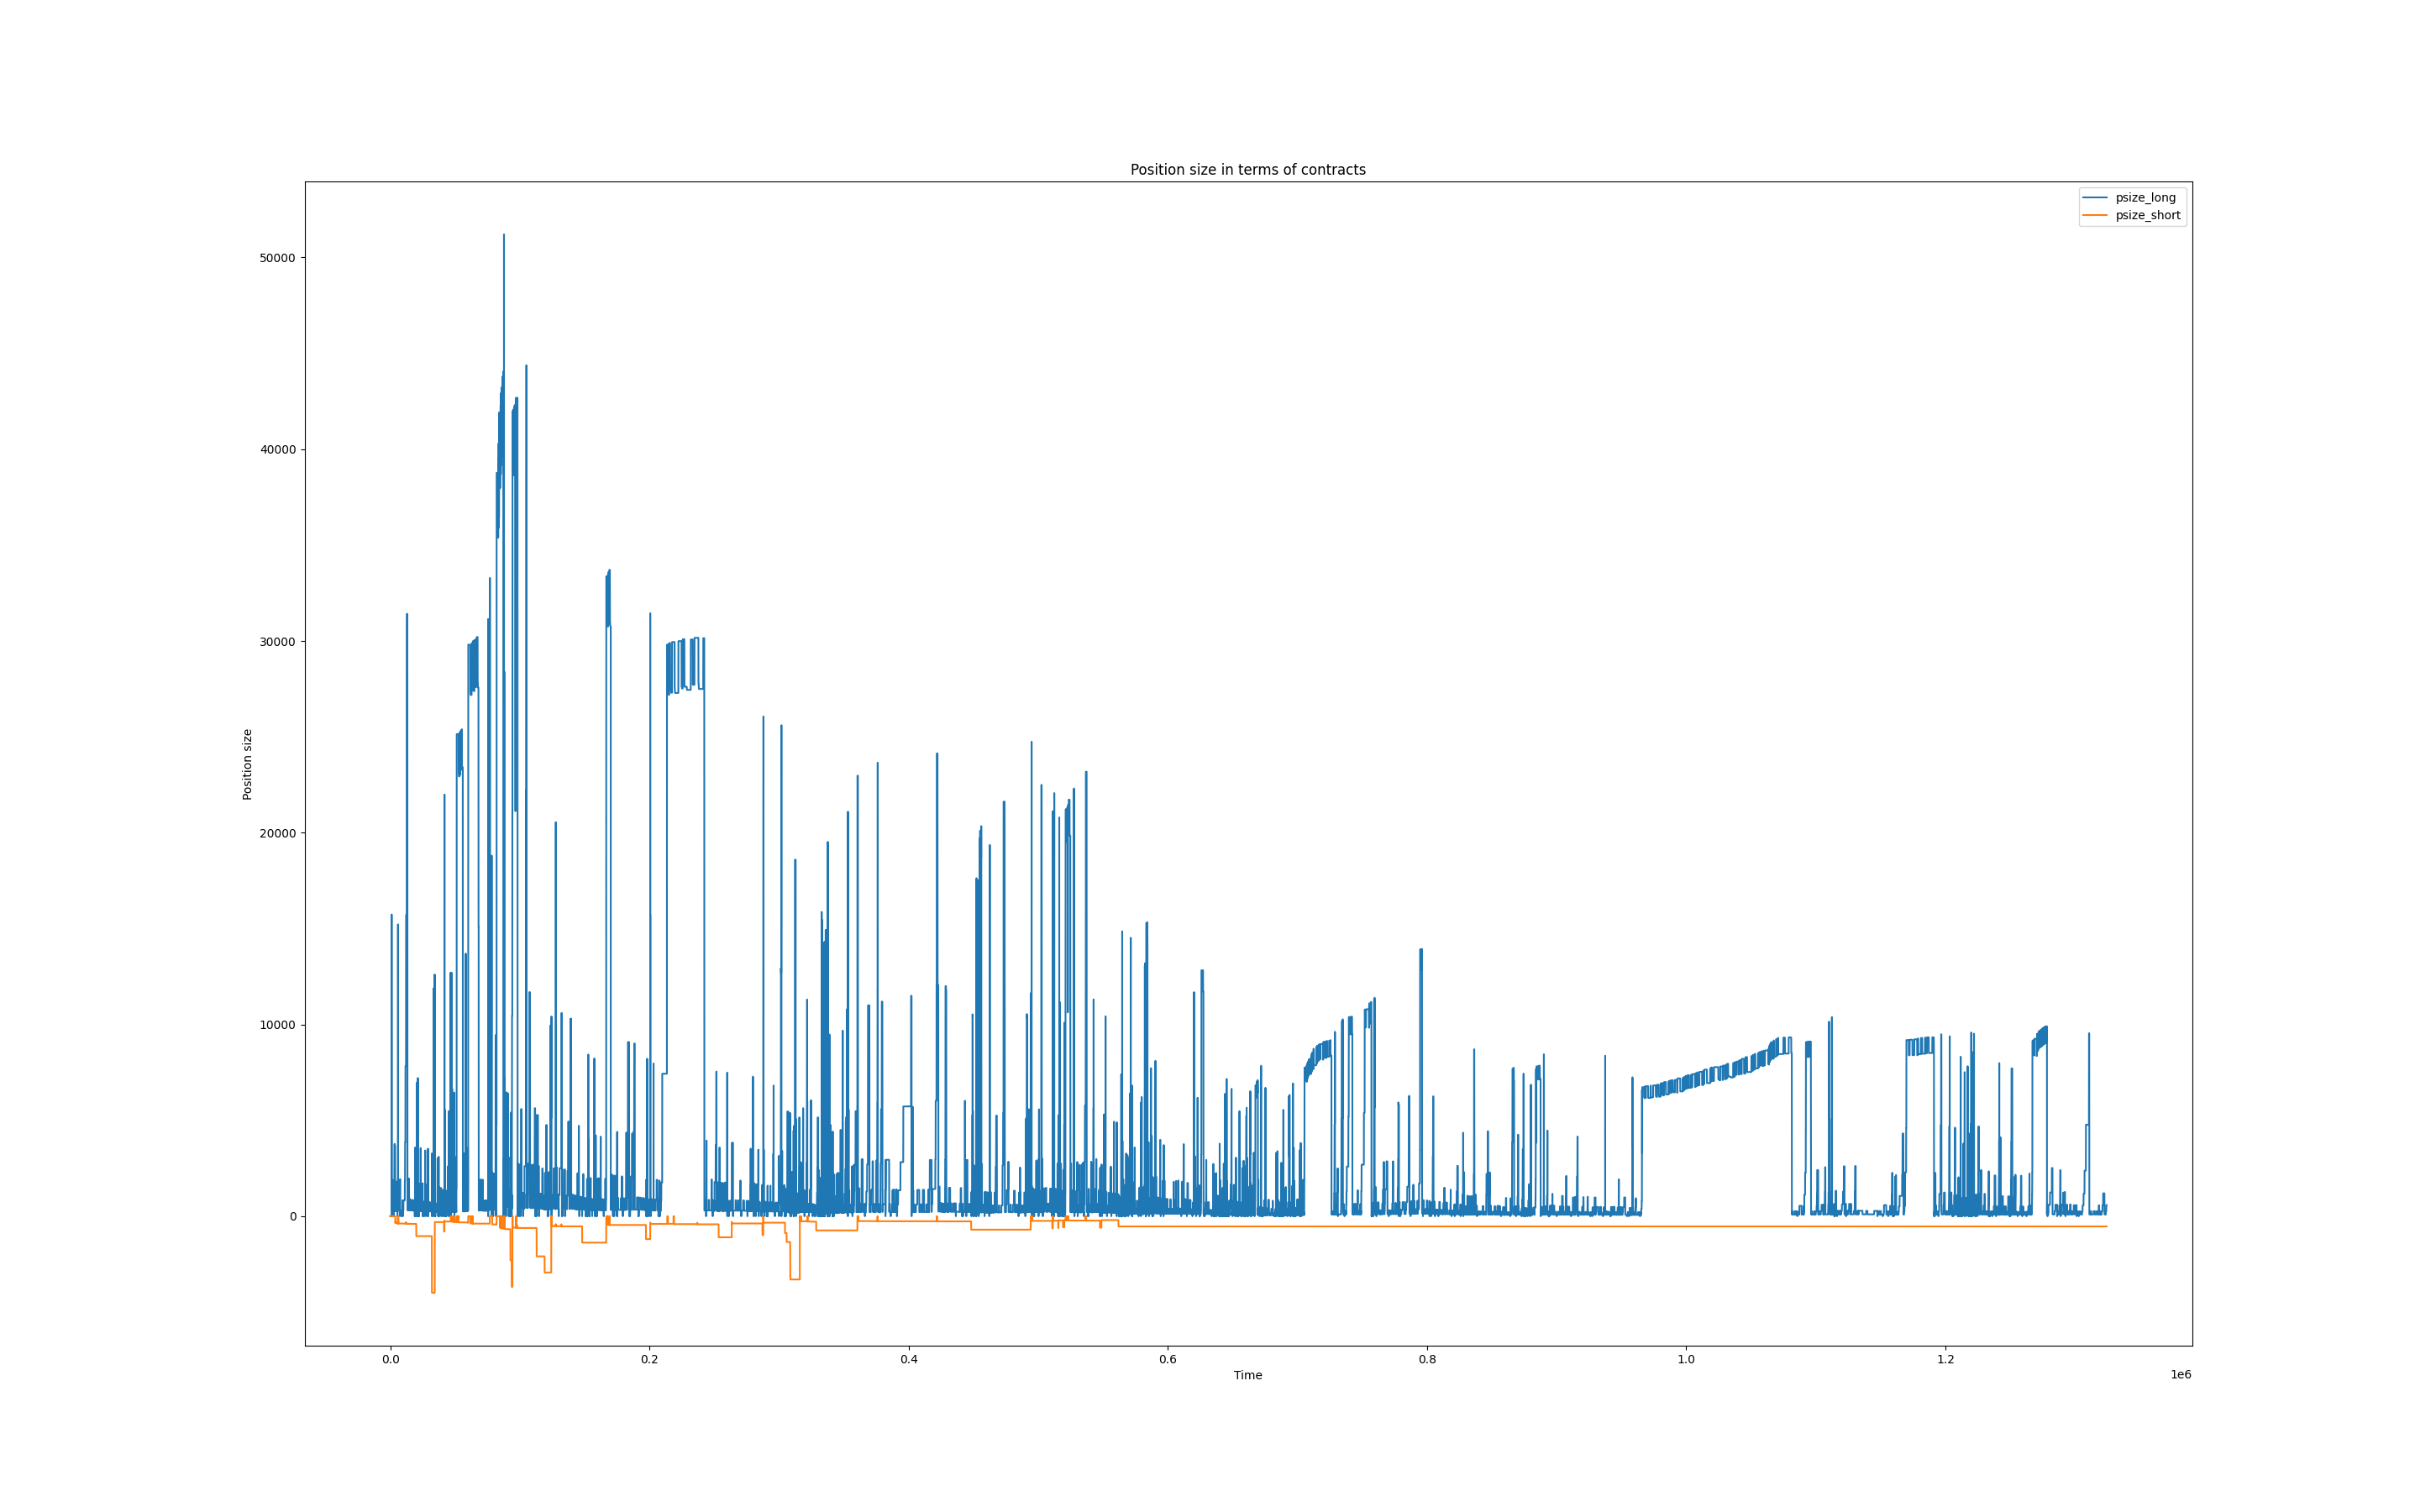 Position size in terms of contracts
psize_long
psize_short
50000
40000
30000
20000
10000
0
Position size
0.0 0.2 0.4 0.6 0.8 1.0 1.2
Time
1e6